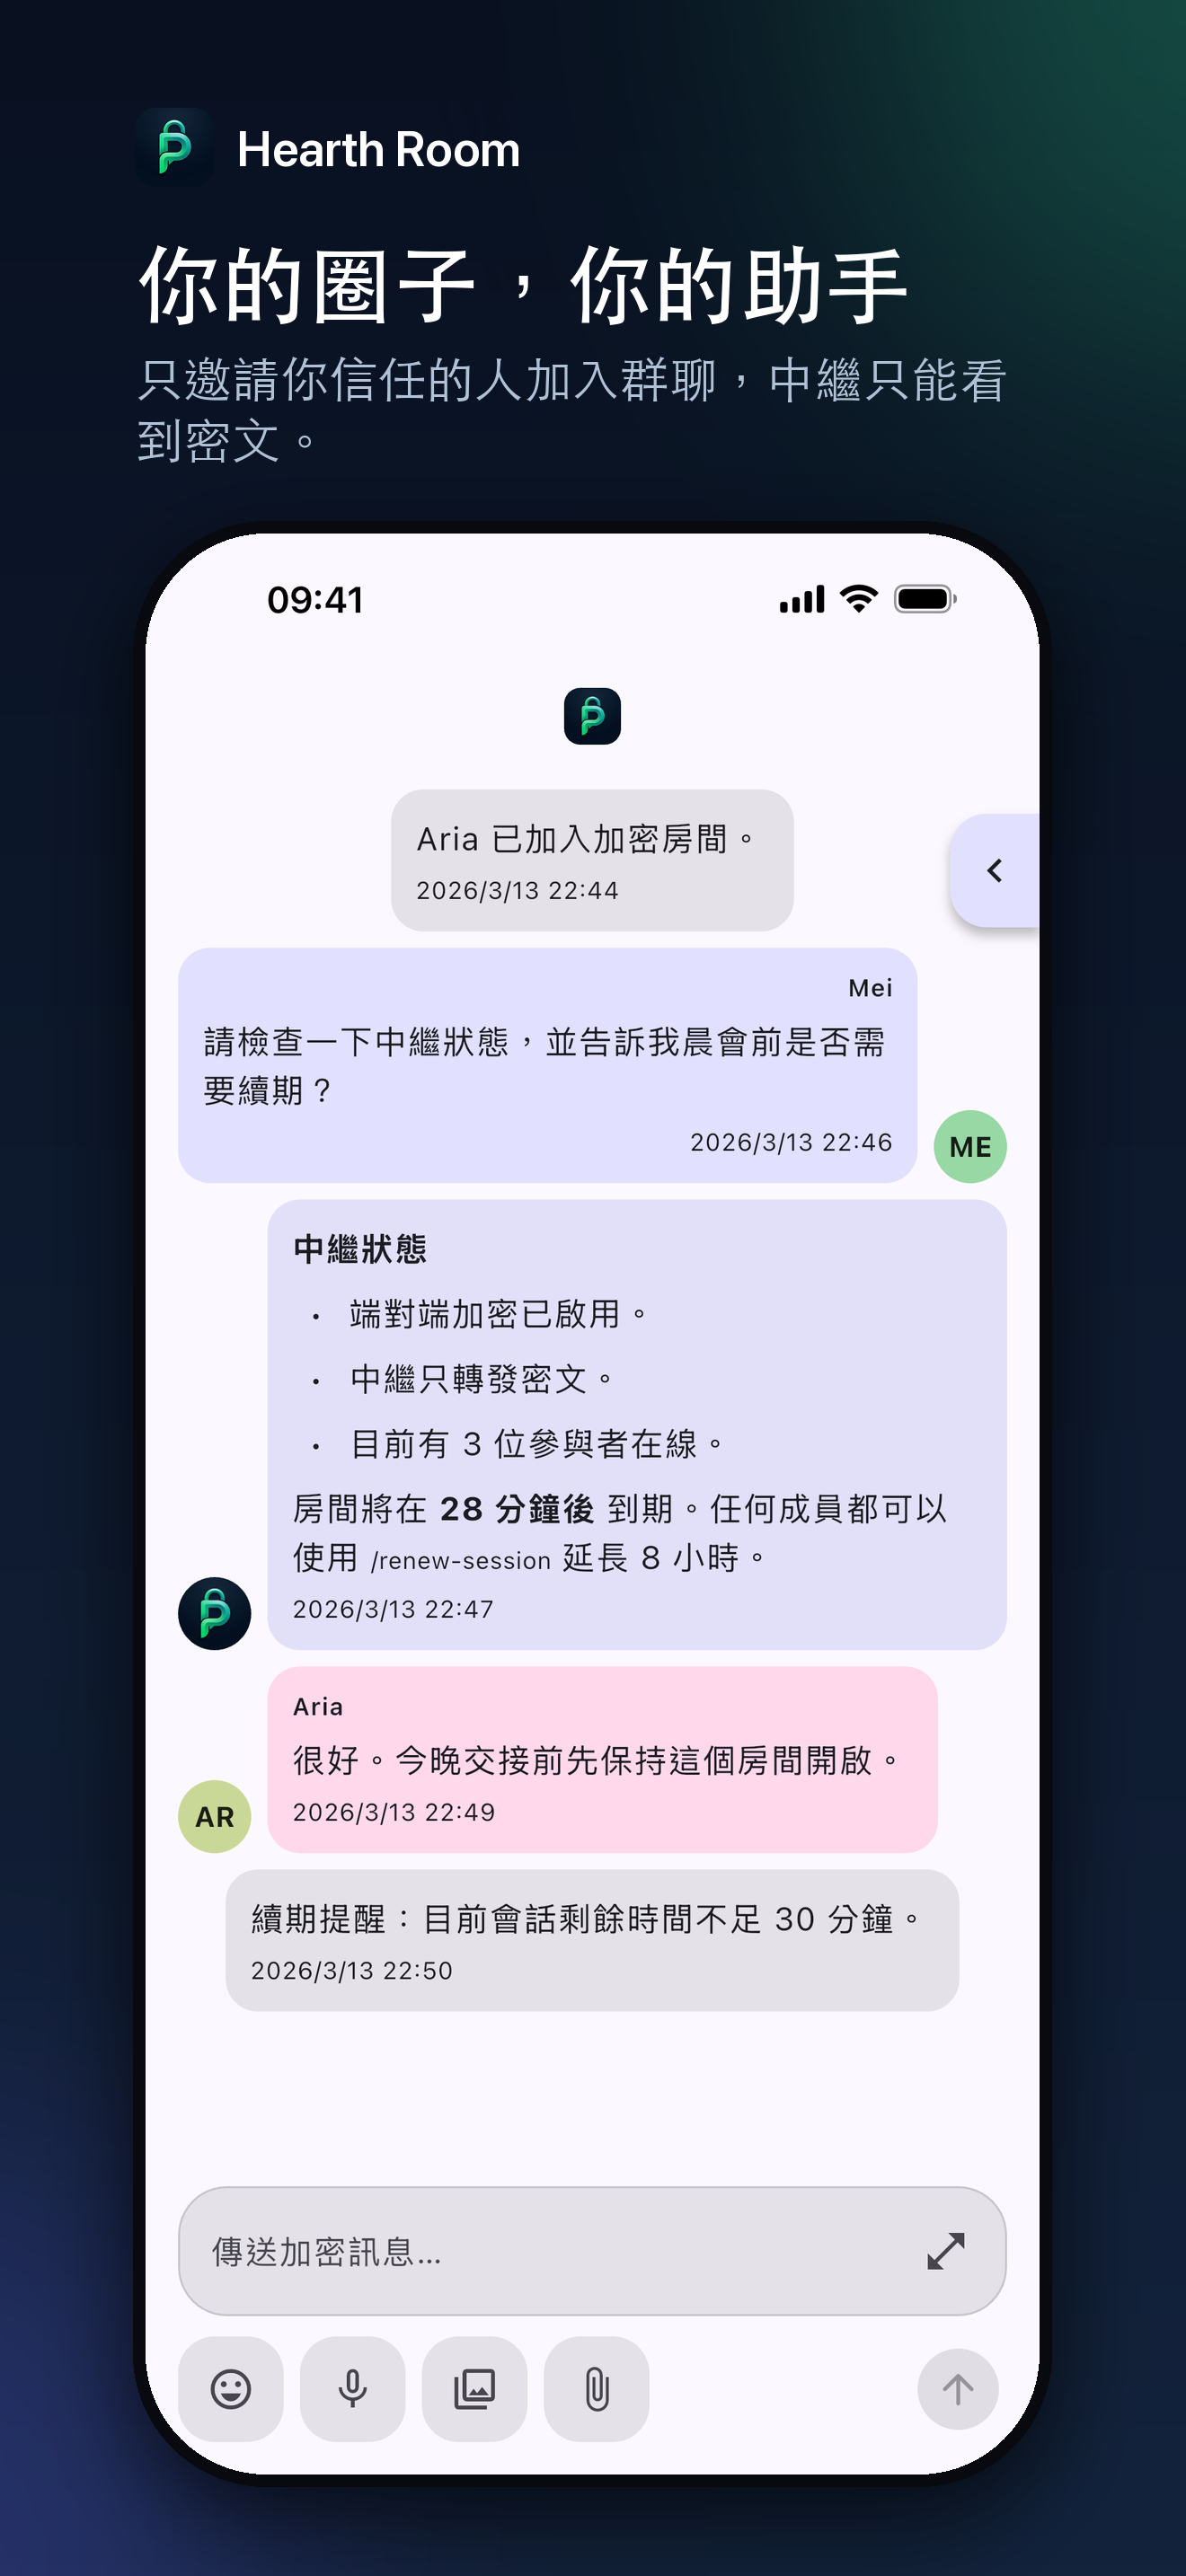 Hearth Room
你的圈子，你的助手
只邀請你信任的人加入群聊，中繼只能看
到密文。
09:41
Aria 已加入加密房間。
2026/3/13 22:44
Mei
請檢查一下中繼狀態，並告訴我晨會前是否需
要續期？
2026/3/13 22:46
ME
中繼狀態
• 端對端加密已啟用。
• 中繼只轉發密文。
• 目前有 3 位參與者在線。
房間將在 28 分鐘後 到期。任何成員都可以
使用 /renew-session 延長 8 小時。
2026/3/13 22:47
Aria
很好。今晚交接前先保持這個房間開啟。
2026/3/13 22:49
AR
續期提醒：目前會話剩餘時間不足 30 分鐘。
2026/3/13 22:50
傳送加密訊息...